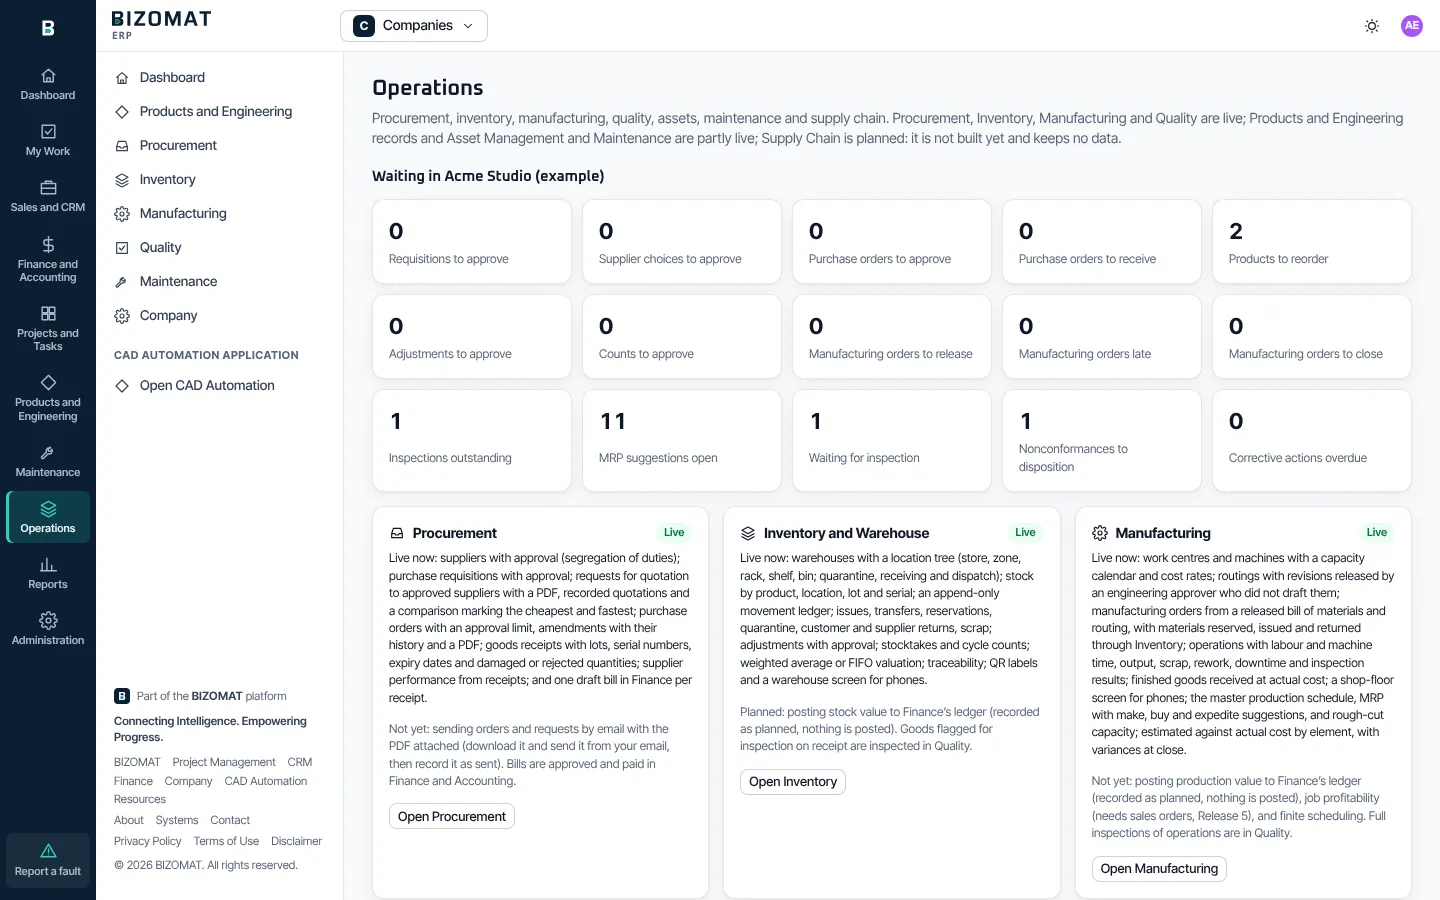 B
Dashboard
My Work
Sales and CRM
Finance and
Accounting
Projects and
Tasks
Products and
Engineering
Maintenance
Operations
Reports
Administration
Report a fault
BIZOMAT
ERP
C Companies
AE
Dashboard
Products and Engineering
Procurement
Inventory
Manufacturing
Quality
Maintenance
Company
CAD AUTOMATION APPLICATION
Open CAD Automation
B Part of the BIZOMAT platform
Connecting Intelligence. Empowering
Progress.
BIZOMAT Project Management CRM
Finance Company CAD Automation
Resources
About Systems Contact
Privacy Policy Terms of Use Disclaimer
© 2026 BIZOMAT. All rights reserved.
Operations
Procurement, inventory, manufacturing, quality, assets, maintenance and supply chain. Procurement, Inventory, Manufacturing and Quality are live; Products and Engineering
records and Asset Management and Maintenance are partly live; Supply Chain is planned: it is not built yet and keeps no data.
Waiting in Acme Studio (example)
0
Requisitions to approve
0
Supplier choices to approve
0
Purchase orders to approve
0
Purchase orders to receive
2
Products to reorder
0
Adjustments to approve
0
Counts to approve
0
Manufacturing orders to release
0
Manufacturing orders late
0
Manufacturing orders to close
1
Inspections outstanding
11
MRP suggestions open
1
Waiting for inspection
1
Nonconformances to
disposition
0
Corrective actions overdue
Procurement Live
Live now: suppliers with approval (segregation of duties);
purchase requisitions with approval; requests for quotation
to approved suppliers with a PDF, recorded quotations and
a comparison marking the cheapest and fastest; purchase
orders with an approval limit, amendments with their
history and a PDF; goods receipts with lots, serial numbers,
expiry dates and damaged or rejected quantities; supplier
performance from receipts; and one draft bill in Finance per
receipt.
Not yet: sending orders and requests by email with the
PDF attached (download it and send it from your email,
then record it as sent). Bills are approved and paid in
Finance and Accounting.
Open Procurement
Inventory and Warehouse Live
Live now: warehouses with a location tree (store, zone,
rack, shelf, bin; quarantine, receiving and dispatch); stock
by product, location, lot and serial; an append-only
movement ledger; issues, transfers, reservations,
quarantine, customer and supplier returns, scrap;
adjustments with approval; stocktakes and cycle counts;
weighted average or FIFO valuation; traceability; QR labels
and a warehouse screen for phones.
Planned: posting stock value to Finance's ledger (recorded
as planned, nothing is posted). Goods flagged for
inspection on receipt are inspected in Quality.
Open Inventory
Manufacturing Live
Live now: work centres and machines with a capacity
calendar and cost rates; routings with revisions released by
an engineering approver who did not draft them;
manufacturing orders from a released bill of materials and
routing, with materials reserved, issued and returned
through Inventory; operations with labour and machine
time, output, scrap, rework, downtime and inspection
results; finished goods received at actual cost; a shop-floor
screen for phones; the master production schedule, MRP
with make, buy and expedite suggestions, and rough-cut
capacity; estimated against actual cost by element, with
variances at close.
Not yet: posting production value to Finance's ledger
(recorded as planned, nothing is posted), job profitability
(needs sales orders, Release 5), and finite scheduling. Full
inspections of operations are in Quality.
Open Manufacturing